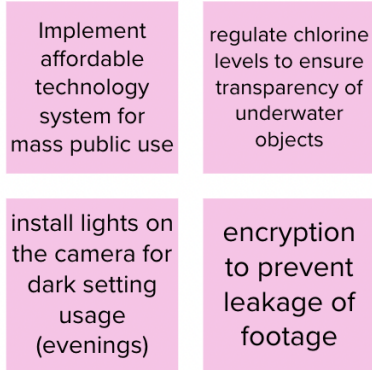 Implement
affordable
technology
system for
mass public use
regulate chlorine
levels to ensure
transparency of
underwater
objects
install lights on
the camera for
dark setting
usage
(evenings)
encryption
to prevent
leakage of
footage